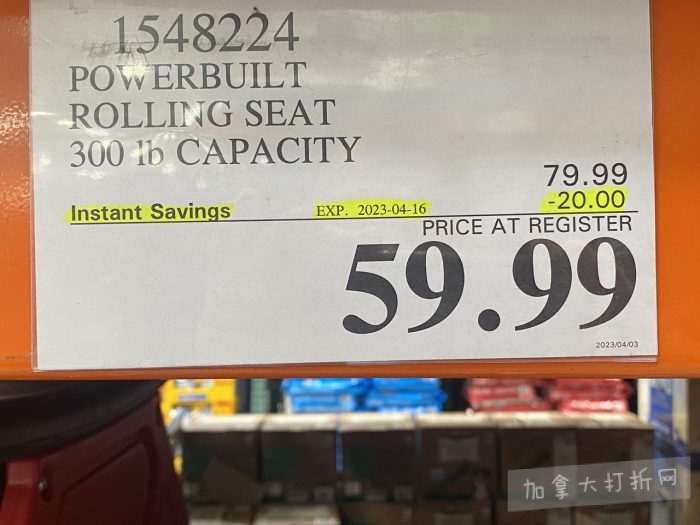 1548224
POWERBUILT
ROLLING SEAT
300 lb CAPACITY
79.99
Instant Savings EXP. 2023-04-16 -20.00
PRICE AT REGISTER
59.99
2023/04/03
加拿大打折网